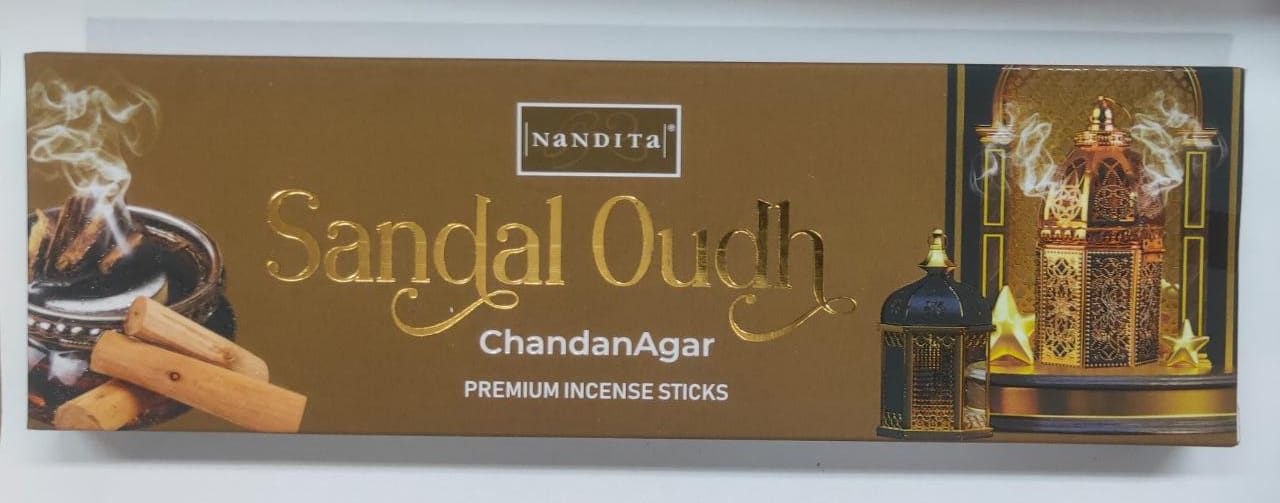 NANDITa®
Sandal Oudh
ChandanAgar
PREMIUM INCENSE STICKS